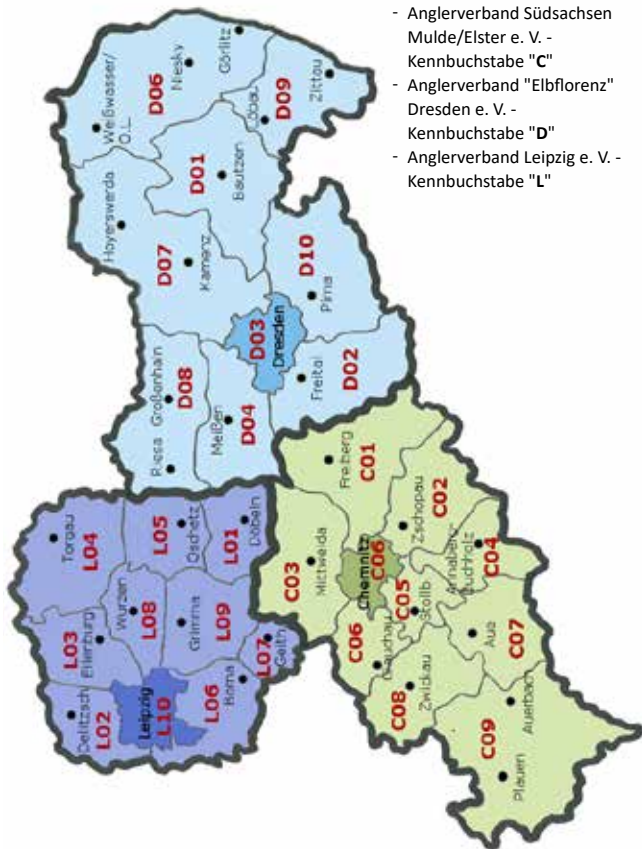 - Anglerverband Südsachsen
Mulde/Elster e. V. -
Kennbuchstabe "C"
- Anglerverband "Elbflorenz"
Dresden e. V. -
Kennbuchstabe "D"
- Anglerverband Leipzig e. V. -
Kennbuchstabe "L"
Delitzsch
L02
Leipzig
L10
L03
Eilenburg
Torgau
L04
Wurzen
L08
L05
Oschatz
Grimma
L09
L01
Döbeln
L06
Borna
L07
Geith
Riesa
Großenhain
D08
Meißen
D04
D03
Dresden
Freital
D02
Pirna
D10
Hoyerswerda
D07
Kamenz
D01
Bautzen
Weißwasser/
O.L.
D06
Niesky
Görlitz
Löbau
D09
Zittau
C03
Mittweida
Freiberg
C01
Chemnitz
C06
C06
Glauchau
C05
Stollb
Zschopau
C02
Annaberg-
Buchholz
C04
C08
Zwickau
Aue
C07
C09
Plauen
Auerbach